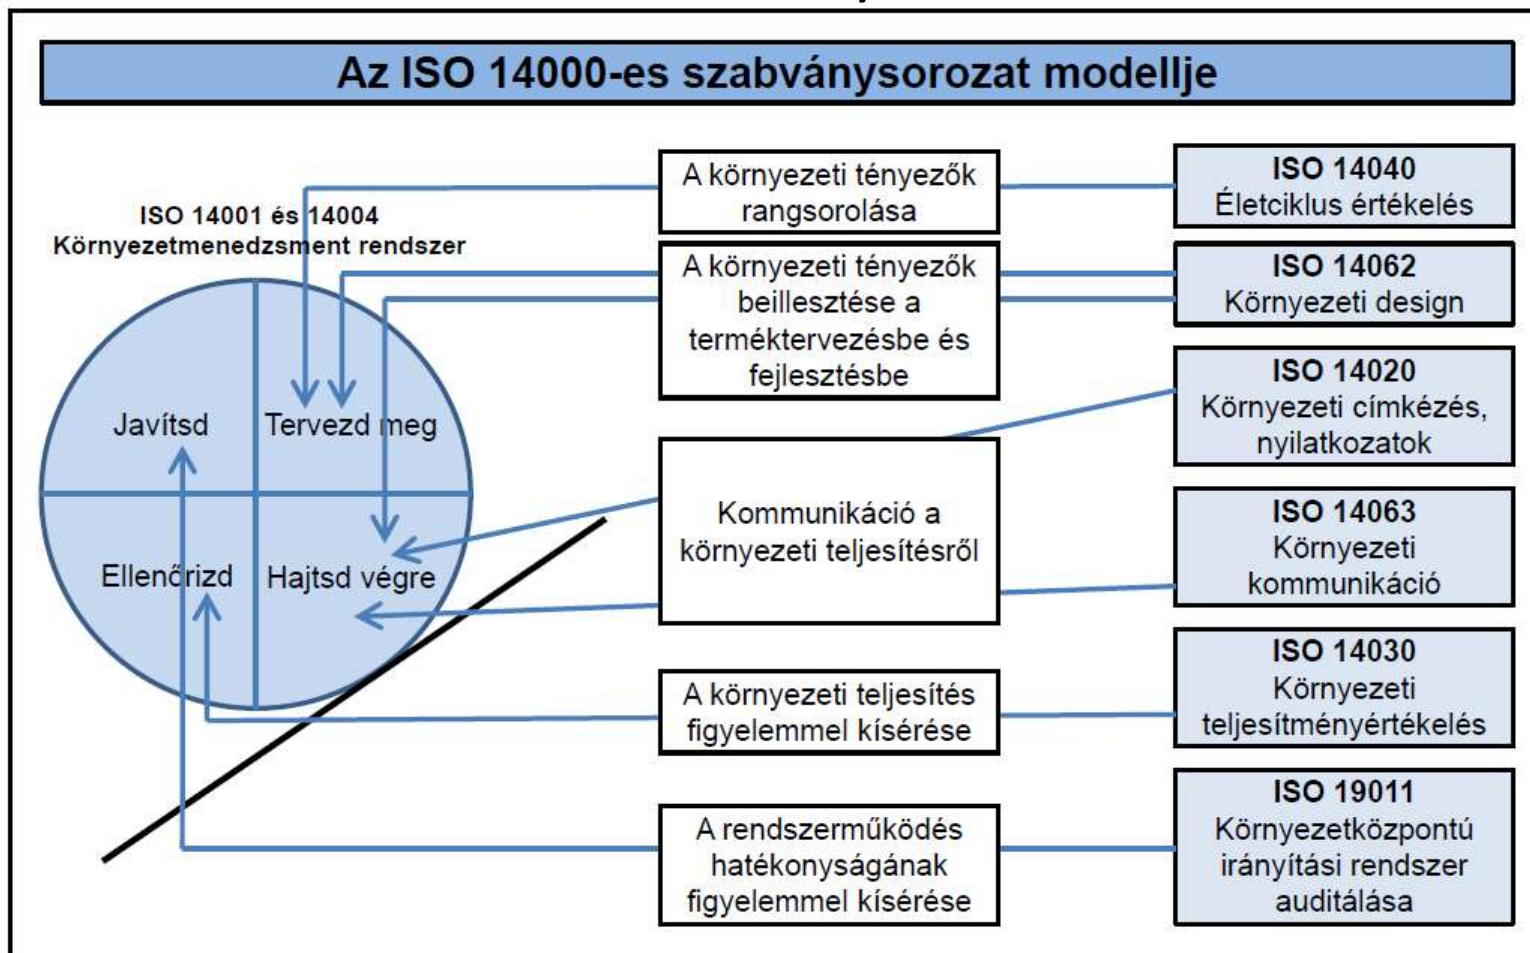 Az ISO 14000-es szabványsorozat modellje
ISO 14001 és 14004
Környezetmenedzsment rendszer
Javítsd
Tervezd meg
Ellenőrizd
Hajtsd végre
A környezeti tényezők
rangsorolása
A környezeti tényezők
beillesztése a
terméktervezésbe és
fejlesztésbe
Kommunikáció a
környezeti teljesítésről
A környezeti teljesítés
figyelemmel kísérése
A rendszerműködés
hatékonyságának
figyelemmel kísérése
ISO 14040
Életciklus értékelés
ISO 14062
Környezeti design
ISO 14020
Környezeti címkézés,
nyilatkozatok
ISO 14063
Környezeti
kommunikáció
ISO 14030
Környezeti
teljesítményértékelés
ISO 19011
Környezetközpontú
irányítási rendszer
auditálása